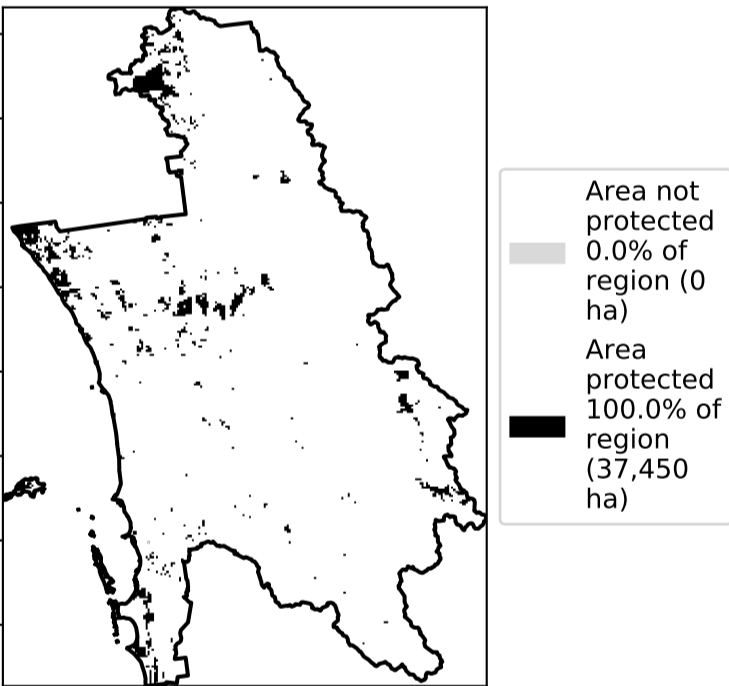 Area not
protected
0.0% of
region (0
ha)
Area
protected
100.0% of
region
(37,450
ha)